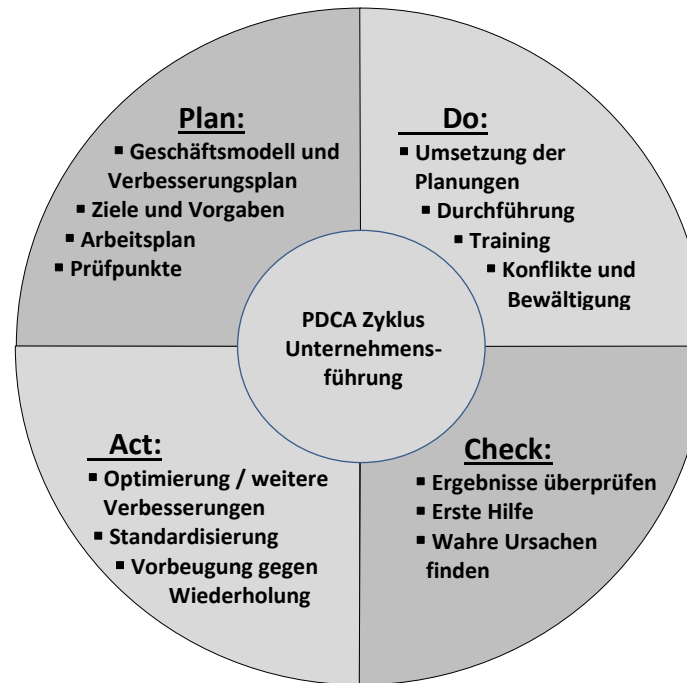 Plan:
▪ Geschäftsmodell und
Verbesserungsplan
▪ Ziele und Vorgaben
▪ Arbeitsplan
▪ Prüfpunkte
Do:
▪ Umsetzung der
Planungen
▪ Durchführung
▪ Training
▪ Konflikte und
Bewältigung
PDCA Zyklus
Unternehmens-
führung
Act:
▪ Optimierung / weitere
Verbesserungen
▪ Standardisierung
▪ Vorbeugung gegen
Wiederholung
Check:
▪ Ergebnisse überprüfen
▪ Erste Hilfe
▪ Wahre Ursachen
finden